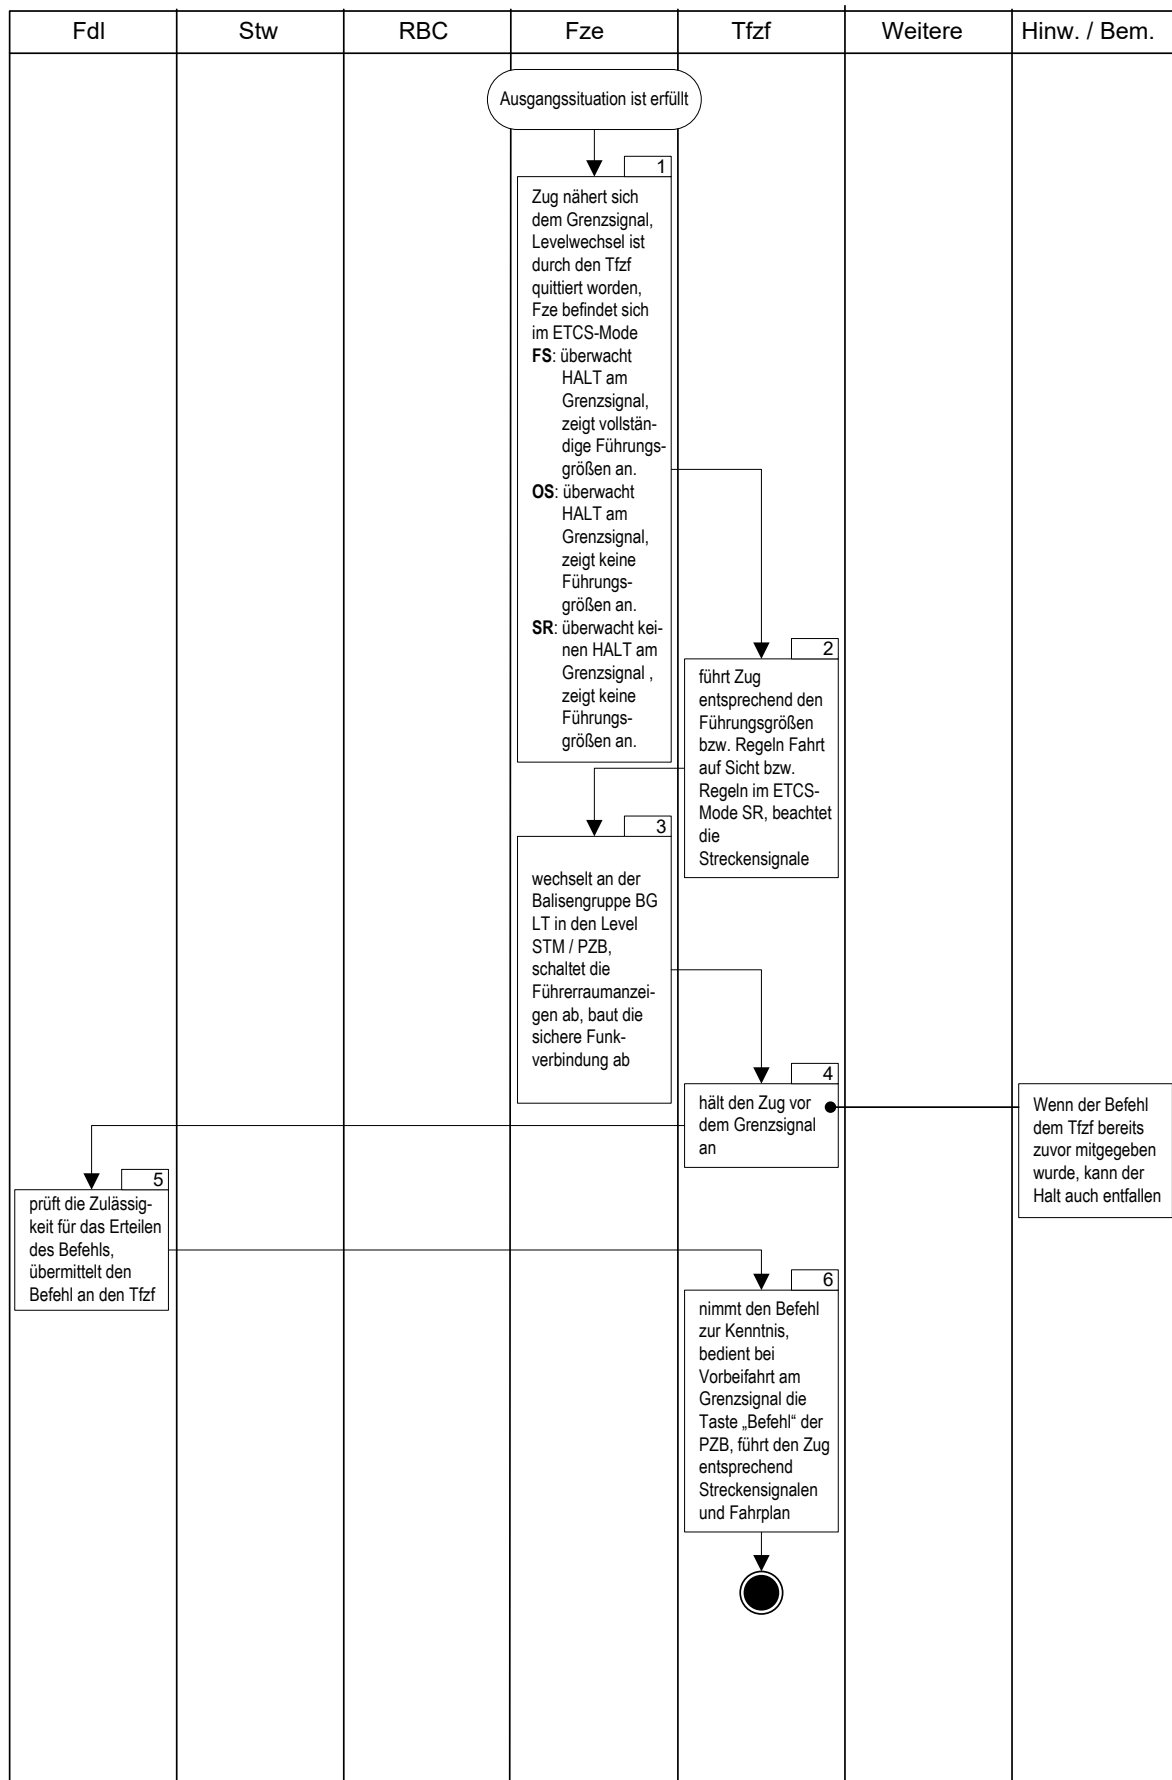 Fdl
Stw
RBC
Fze
Tfzf
Weitere
Hinw. / Bem.
Ausgangssituation ist erfüllt
1
Zug nähert sich
dem Grenzsignal,
Levelwechsel ist
durch den Tfzf
quittiert worden,
Fze befindet sich
im ETCS-Mode
FS: überwacht
HALT am
Grenzsignal,
zeigt vollstän-
dige Führungs-
größen an.
OS: überwacht
HALT am
Grenzsignal,
zeigt keine
Führungs-
größen an.
SR: überwacht kei-
nen HALT am
Grenzsignal ,
zeigt keine
Führungs-
größen an.
2
führt Zug
entsprechend den
Führungsgrößen
bzw. Regeln Fahrt
auf Sicht bzw.
Regeln im ETCS-
Mode SR, beachtet
die
Streckensignale
3
wechselt an der
Balisengruppe BG
LT in den Level
STM / PZB,
schaltet die
Führerraumanzei-
gen ab, baut die
sichere Funk-
verbindung ab
4
hält den Zug vor
dem Grenzsignal
an
Wenn der Befehl
dem Tfzf bereits
zuvor mitgegeben
wurde, kann der
Halt auch entfallen
5
prüft die Zulässig-
keit für das Erteilen
des Befehls,
übermittelt den
Befehl an den Tfzf
6
nimmt den Befehl
zur Kenntnis,
bedient bei
Vorbeifahrt am
Grenzsignal die
Taste „Befehl“ der
PZB, führt den Zug
entsprechend
Streckensignalen
und Fahrplan